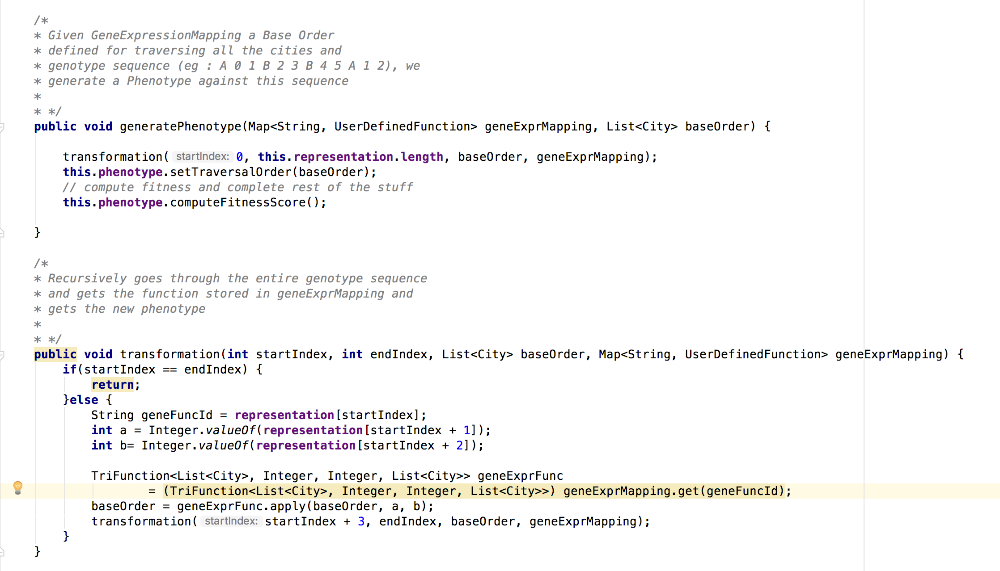 /*
* Given GeneExpressionMapping a Base Order
* defined for traversing all the cities and
* genotype sequence (eg : A 0 1 B 2 3 B 4 5 A 1 2), we
* generate a Phenotype against this sequence
*
* */
public void generatePhenotype(Map<String, UserDefinedFunction> geneExprMapping, List<City> baseOrder) {
transformation( startIndex: 0, this.representation.length, baseOrder, geneExprMapping);
this.phenotype.setTraversalOrder(baseOrder);
// compute fitness and complete rest of the stuff
this.phenotype.computeFitnessScore();
}
/*
* Recursively goes through the entire genotype sequence
* and gets the function stored in geneExprMapping and
* gets the new phenotype
*
* */
public void transformation(int startIndex, int endIndex, List<City> baseOrder, Map<String, UserDefinedFunction> geneExprMapping) {
if(startIndex == endIndex) {
return;
}else {
String geneFuncId = representation[startIndex];
int a = Integer.valueOf(representation[startIndex + 1]);
int b= Integer.valueOf(representation[startIndex + 2]);
TriFunction<List<City>, Integer, Integer, List<City>> geneExprFunc
= (TriFunction<List<City>, Integer, Integer, List<City>>) geneExprMapping.get(geneFuncId);
baseOrder = geneExprFunc.apply(baseOrder, a, b);
transformation( startIndex: startIndex + 3, endIndex, baseOrder, geneExprMapping);
}
}